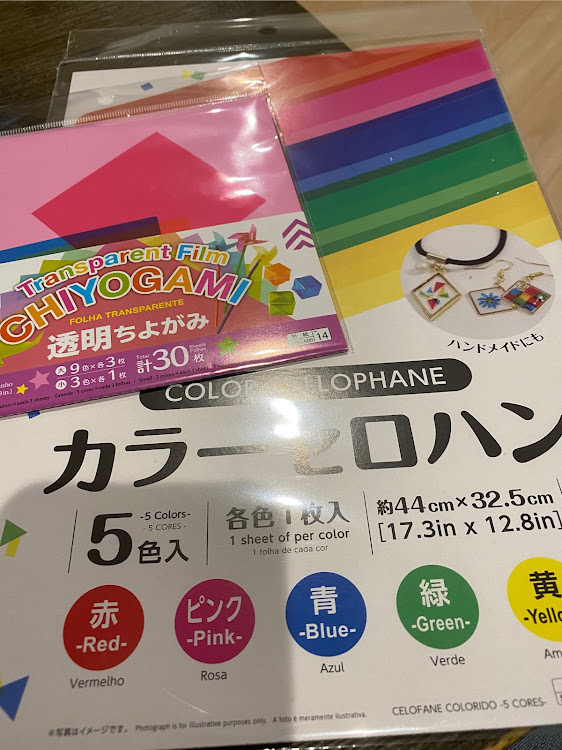 Transparent Film
CHIYOGAMI
FOLHA TRANSPARENTE
透明ちよがみ
大 9色×各3枚
小 3色×各1枚
Total
計30枚
14
ハンドメイドにも
カラーセロハン
5色入
-5 Colors-
- 5 CORES -
各色1枚入
1 sheet of per color
1 folha de cada cor
約44cm×32.5cm
[17.3in x 12.8in]
赤
-Red-
Vermelho
ピンク
-Pink-
Rosa
青
-Blue-
Azul
緑
-Green-
Verde
黄
CELOFANE COLORIDO -5 CORES-
※写真はイメージです。 Photograph is for illustrative purposes only. A foto é meramente ilustrativa.